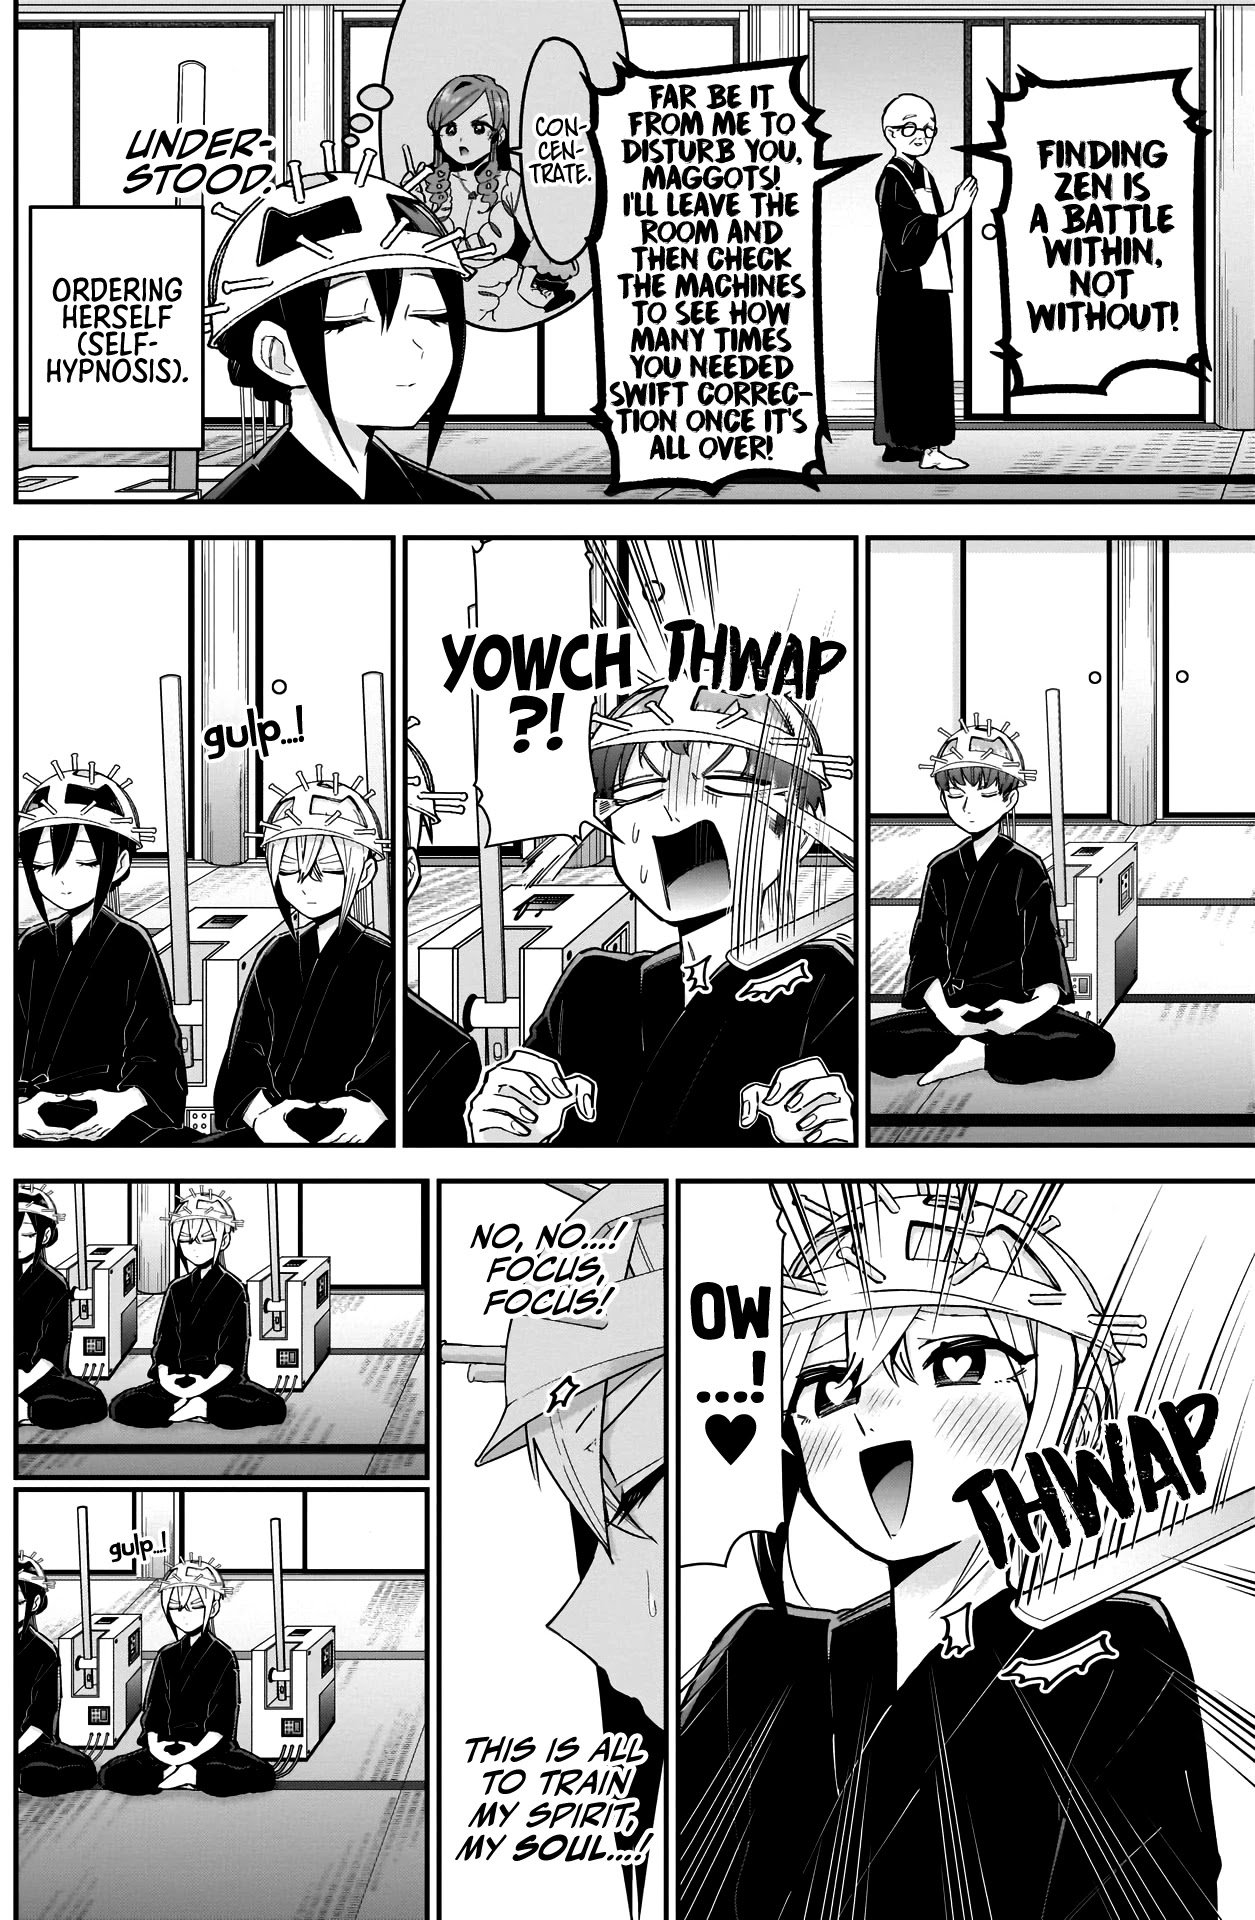 FINDING
ZEN IS
A BATTLE
WITHIN,
NOT
WITHOUT!
FAR BE IT
FROM ME TO
DISTURB YOU,
MAGGOTS!
I'LL LEAVE THE
ROOM AND
THEN CHECK
THE MACHINES
TO SEE HOW
MANY TIMES
YOU NEEDED
SWIFT CORREC-
TION ONCE IT'S
ALL OVER!
CON-
CEN-
TRATE.
UNDER-
STOOD.
ORDERING
HERSELF
(SELF-
HYPNOSIS).
THWAP
YOWCH
?!
gulp...!
OW
...!
♥
THWAP
NO, NO...!
FOCUS,
FOCUS!
THIS IS ALL
TO TRAIN
MY SPIRIT,
MY SOUL...!
gulp...!